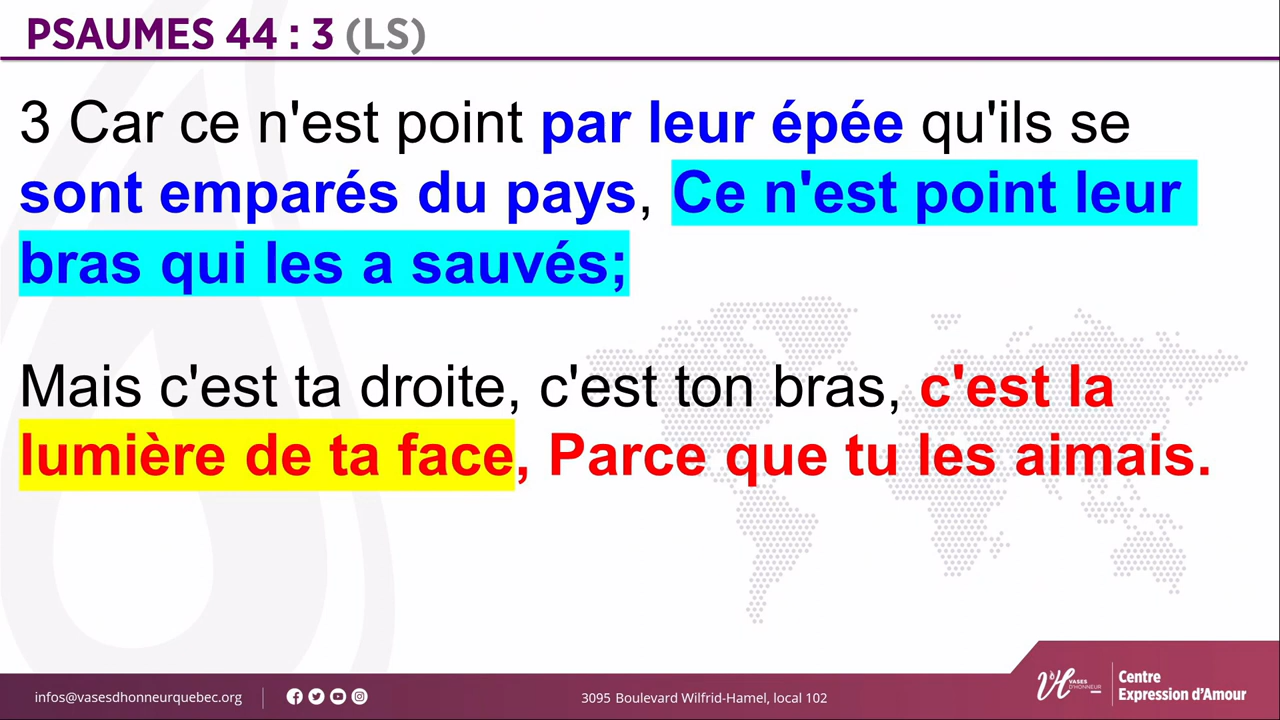 PSAUMES 44 : 3 (LS)
3 Car ce n'est point par leur épée qu'ils se
sont emparés du pays, Ce n'est point leur
bras qui les a sauvés;
Mais c'est ta droite, c'est ton bras, c'est la
lumière de ta face, Parce que tu les aimais.
infos@vasesdhonneurquebec.org
3095 Boulevard Wilfrid-Hamel, local 102
VASES
D'HONNEUR
Centre
Expression d'Amour